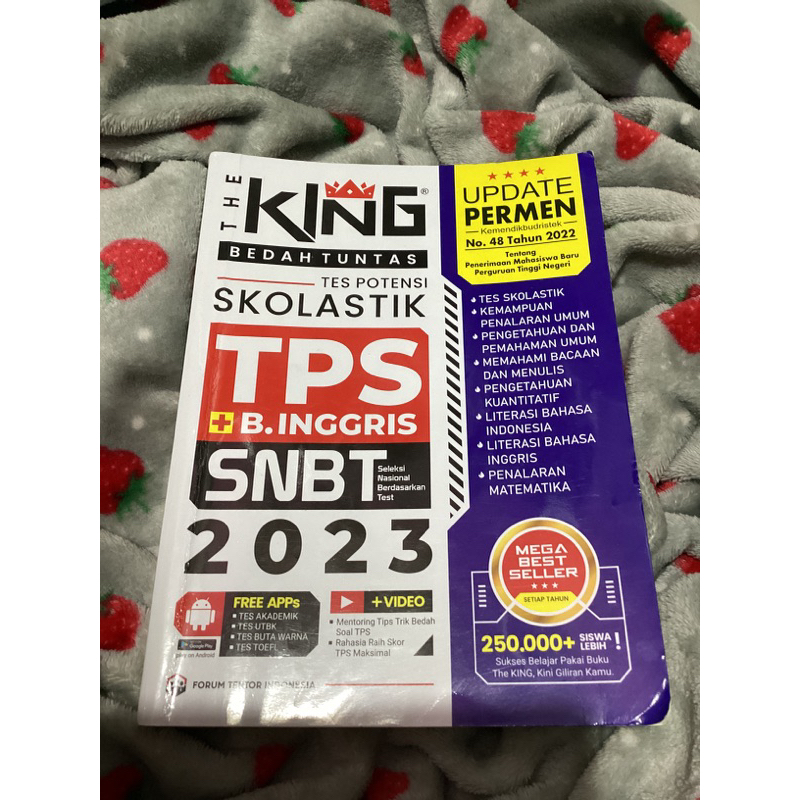 THE
KING®
BEDAH TUNTAS
TES POTENSI
SKOLASTIK
TPS
+ B.INGGRIS
SNBT
Seleksi
Nasional
Berdasarkan
Test
2023
FREE APPs
TES AKADEMIK
TES UTBK
TES BUTA WARNA
TES TOEFL
Google Play
on Android
+VIDEO
Mentoring Tips Trik Bedah
Soal TPS
Rahasia Raih Skor
TPS Maksimal
FORUM TENTOR INDONESIA
UPDATE
PERMEN
Kemendikbudristek
No. 48 Tahun 2022
Tentang
Penerimaan Mahasiswa Baru
Perguruan Tinggi Negeri
TES SKOLASTIK
KEMAMPUAN
PENALARAN UMUM
PENGETAHUAN DAN
PEMAHAMAN UMUM
MEMAHAMI BACAAN
DAN MENULIS
PENGETAHUAN
KUANTITATIF
LITERASI BAHASA
INDONESIA
LITERASI BAHASA
INGGRIS
PENALARAN
MATEMATIKA
MEGA
BEST
SELLER
SETIAP TAHUN
250.000+ SISWA LEBIH !
Sukses Belajar Pakai Buku
The KING, Kini Giliran Kamu.